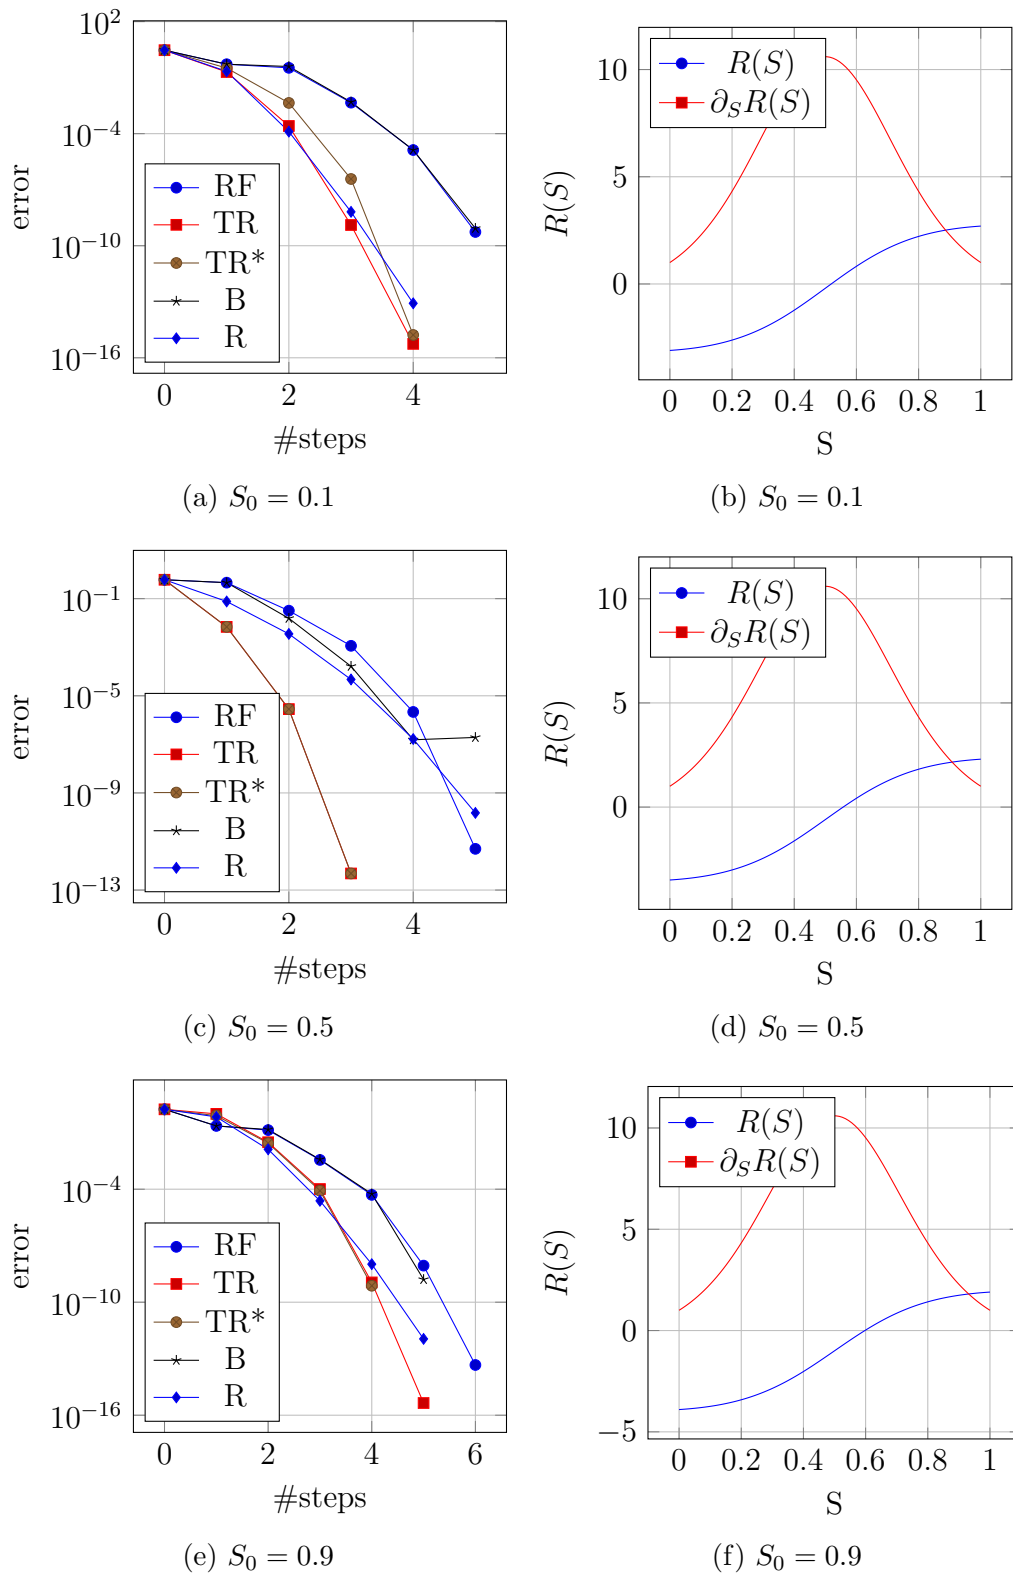 10^2
10^{-4}
10^{-10}
10^{-16}
error
RF
TR
TR*
B
R
0 2 4
#steps
(a) S_0 = 0.1
10
5
0
R(S)
R(S)
∂_S R(S)
0 0.2 0.4 0.6 0.8 1
S
(b) S_0 = 0.1
10^{-1}
10^{-5}
10^{-9}
10^{-13}
error
RF
TR
TR*
B
R
0 2 4
#steps
(c) S_0 = 0.5
10
5
0
R(S)
R(S)
∂_S R(S)
0 0.2 0.4 0.6 0.8 1
S
(d) S_0 = 0.5
10^{-4}
10^{-10}
10^{-16}
error
RF
TR
TR*
B
R
0 2 4 6
#steps
(e) S_0 = 0.9
10
5
0
−5
R(S)
R(S)
∂_S R(S)
0 0.2 0.4 0.6 0.8 1
S
(f) S_0 = 0.9